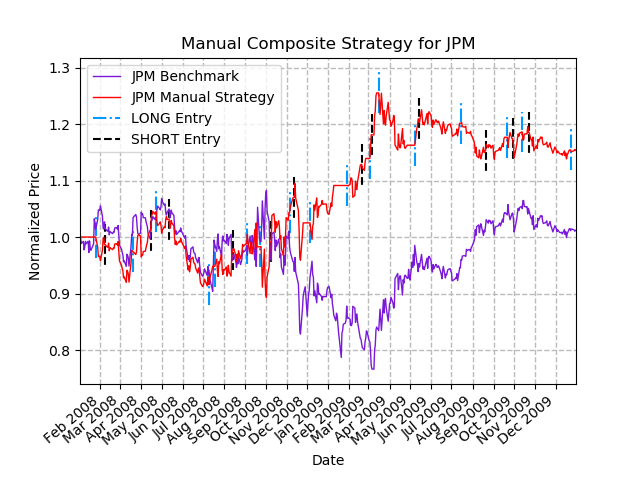 Manual Composite Strategy for JPM
JPM Benchmark
JPM Manual Strategy
LONG Entry
SHORT Entry
Normalized Price
1.3
1.2
1.1
1.0
0.9
0.8
Feb 2008
Mar 2008
Apr 2008
May 2008
Jun 2008
Jul 2008
Aug 2008
Sep 2008
Oct 2008
Nov 2008
Dec 2008
Jan 2009
Feb 2009
Mar 2009
Apr 2009
May 2009
Jun 2009
Jul 2009
Aug 2009
Sep 2009
Oct 2009
Nov 2009
Dec 2009
Date